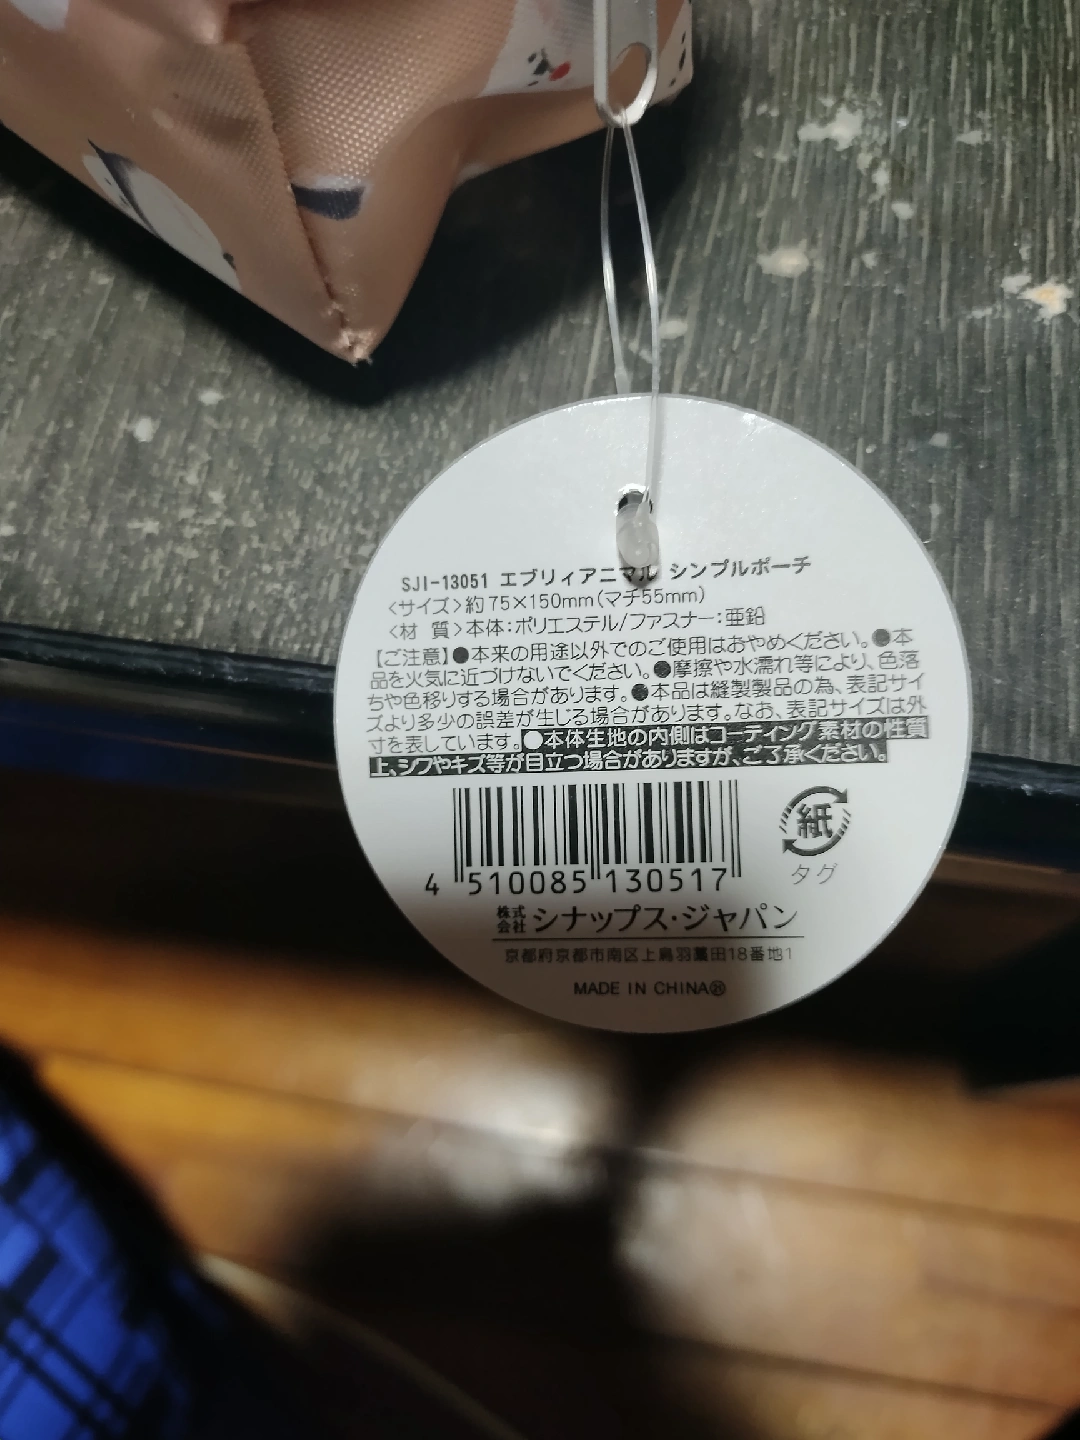 SJI-13051 エブリィアニマル シンプルポーチ
<サイズ>約75×150mm(マチ55mm)
<材 質>本体:ポリエステル/ファスナー:亜鉛
【ご注意】●本来の用途以外でのご使用はおやめください。●本
品を火気に近づけないでください。●摩擦や水濡れ等により、色落
ちや色移りする場合があります。●本品は縫製製品の為、表記サイ
ズより多少の誤差が生じる場合があります。なお、表記サイズは外
寸を表しています。●本体生地の内側はコーティング素材の性質
上、シワやキズ等が目立つ場合がありますが、ご了承ください。
紙
タグ
4 510085 130517
株式会社 シナップス・ジャパン
京都府京都市南区上鳥羽藁田18番地1
MADE IN CHINA㉑